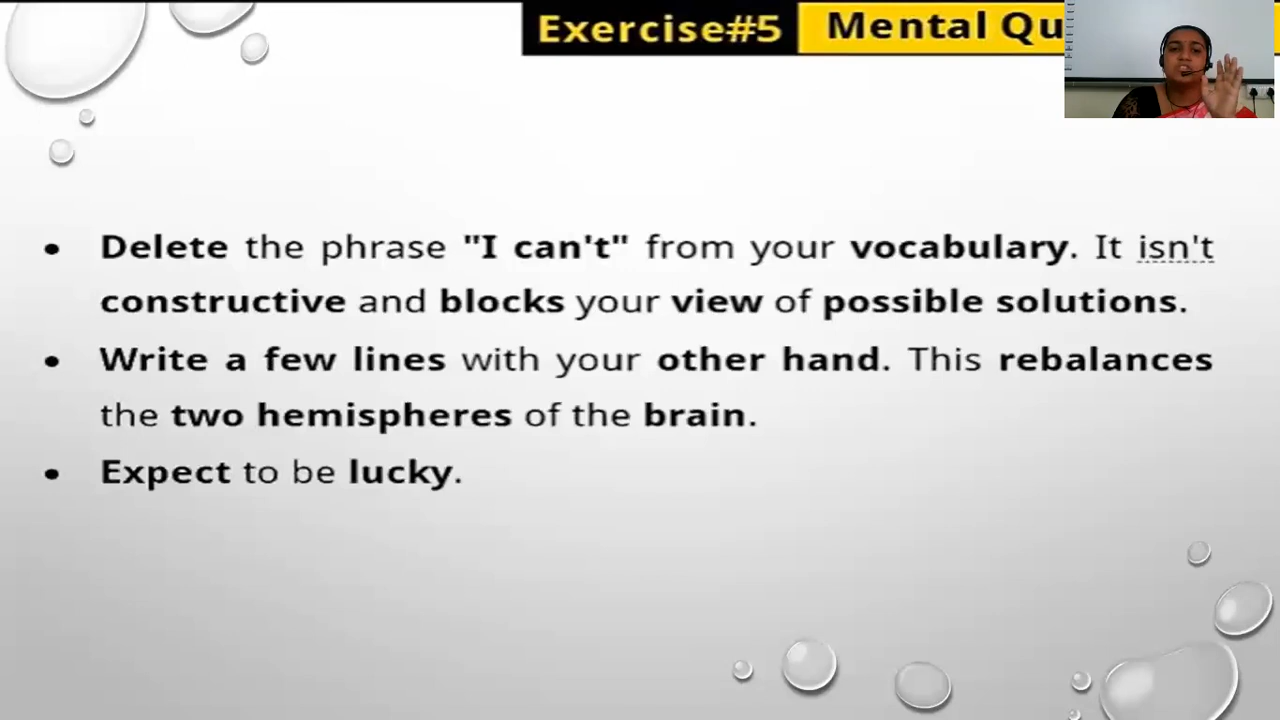 Exercise#5 Mental Qu
• Delete the phrase "I can't" from your vocabulary. It isn't
constructive and blocks your view of possible solutions.
• Write a few lines with your other hand. This rebalances
the two hemispheres of the brain.
• Expect to be lucky.